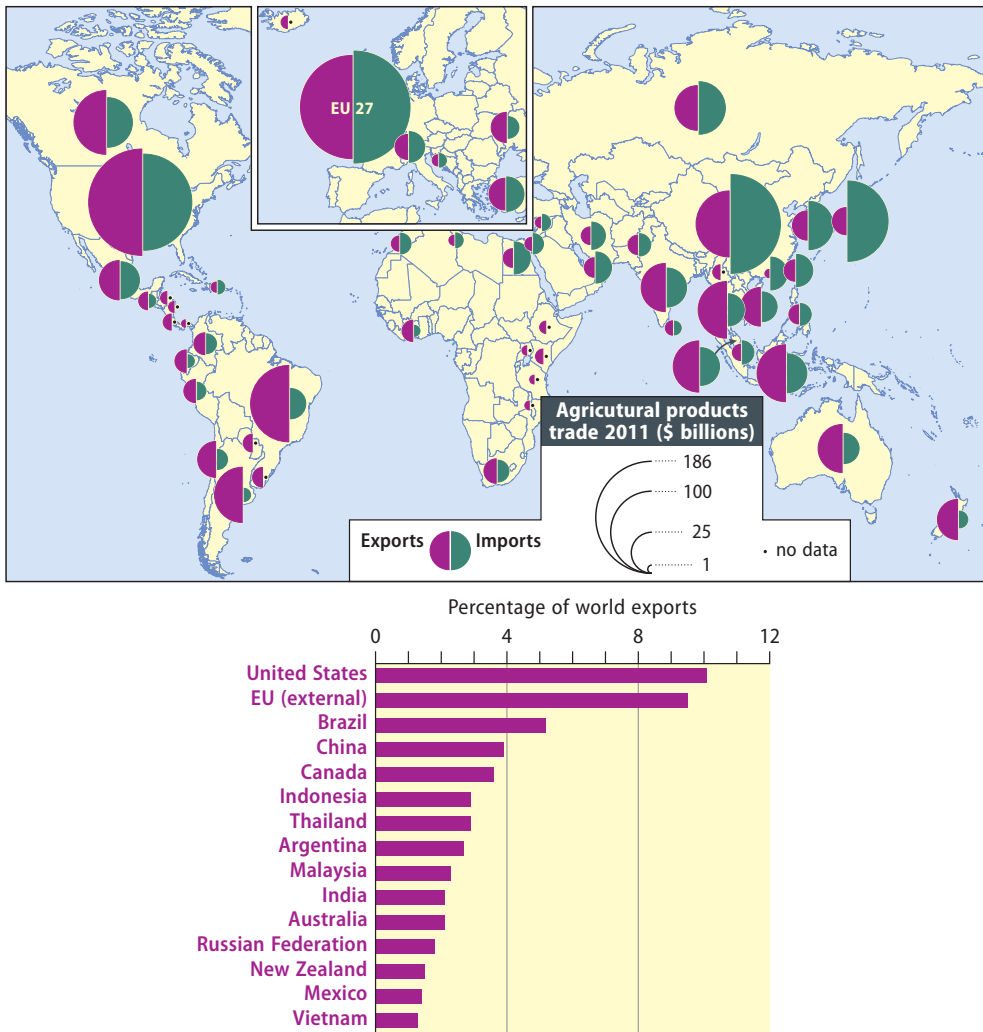 EU 27
Agricutural products
trade 2011 ($ billions)
186
100
25
1
Exports
Imports
• no data
Percentage of world exports
0 4 8 12
United States
EU (external)
Brazil
China
Canada
Indonesia
Thailand
Argentina
Malaysia
India
Australia
Russian Federation
New Zealand
Mexico
Vietnam